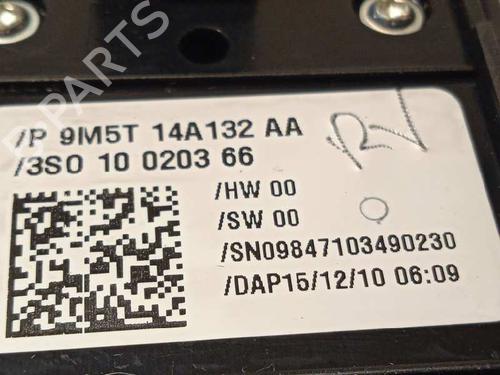 /P 9M5T 14A132 AA
/3S0 10 0203 66
/HW 00
/SW 00
/SN09847103490230
/DAP15/12/10 06:09
PARTS